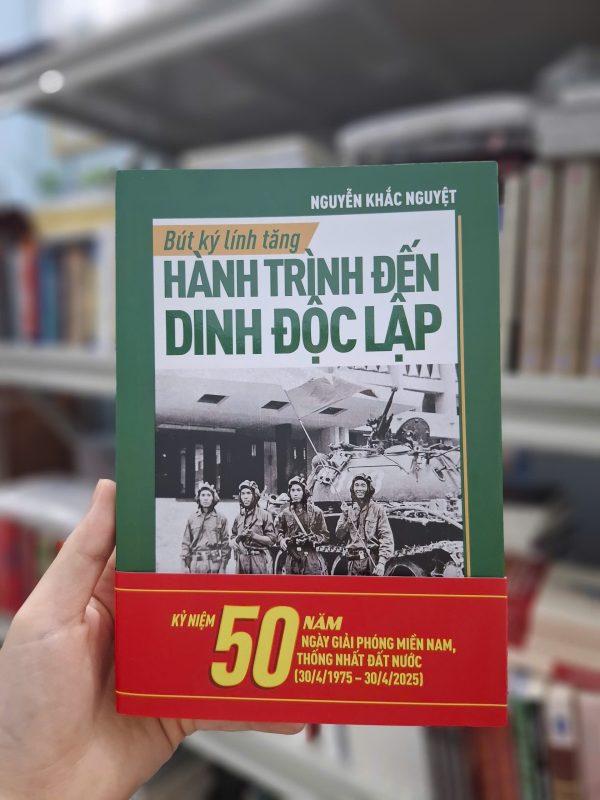 NGUYỄN KHẮC NGUYỆT
Bút ký lính tăng
HÀNH TRÌNH ĐẾN
DINH ĐỘC LẬP
KỶ NIỆM 50 NĂM
NGÀY GIẢI PHÓNG MIỀN NAM,
THỐNG NHẤT ĐẤT NƯỚC
(30/4/1975 – 30/4/2025)